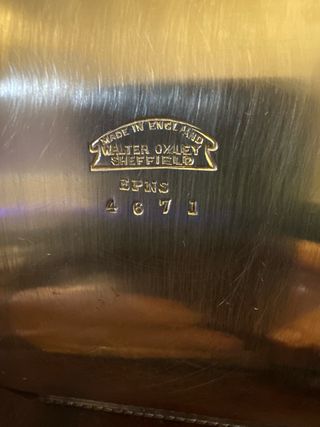 MADE IN ENGLAND
WALTER OXLEY
SHEFFIELD
EPNS
4671